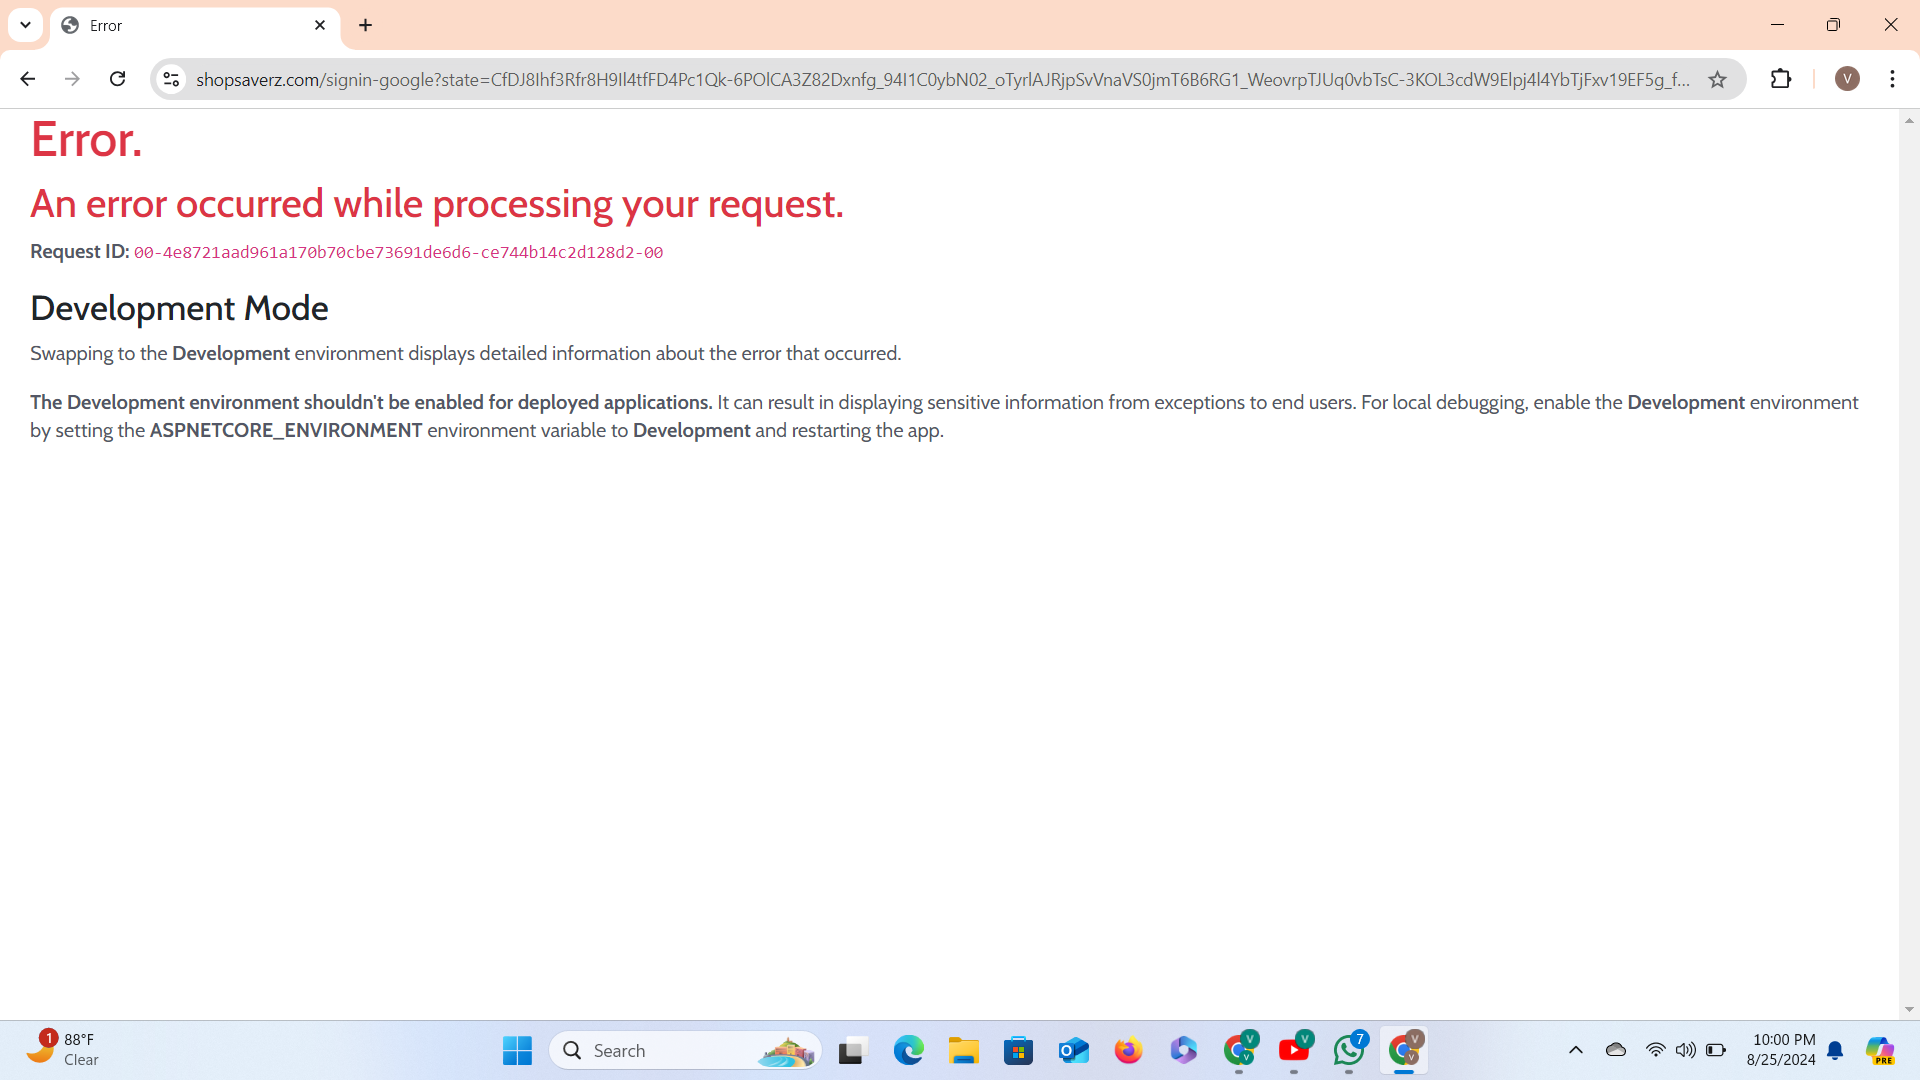 Error
shopsaverz.com/signin-google?state=CfDJ8Ihf3Rfr8H9Il4tfFD4Pc1Qk-6POlCA3Z82Dxnfg_94I1C0ybN02_oTyrlAJRjpSvVnaVS0jmT6B6RG1_WeovrpTJUq0vbTsC-3KOL3cdW9Elpj4l4YbTjFxv19EF5g_f...
V
Error.
An error occurred while processing your request.
Request ID: 00-4e8721aad961a170b70cbe73691de6d6-ce744b14c2d128d2-00
Development Mode
Swapping to the Development environment displays detailed information about the error that occurred.
The Development environment shouldn't be enabled for deployed applications. It can result in displaying sensitive information from exceptions to end users. For local debugging, enable the Development environment
by setting the ASPNETCORE_ENVIRONMENT environment variable to Development and restarting the app.
1
88°F
Clear
Search
V
V
V
7
V
V
10:00 PM
8/25/2024
PRE